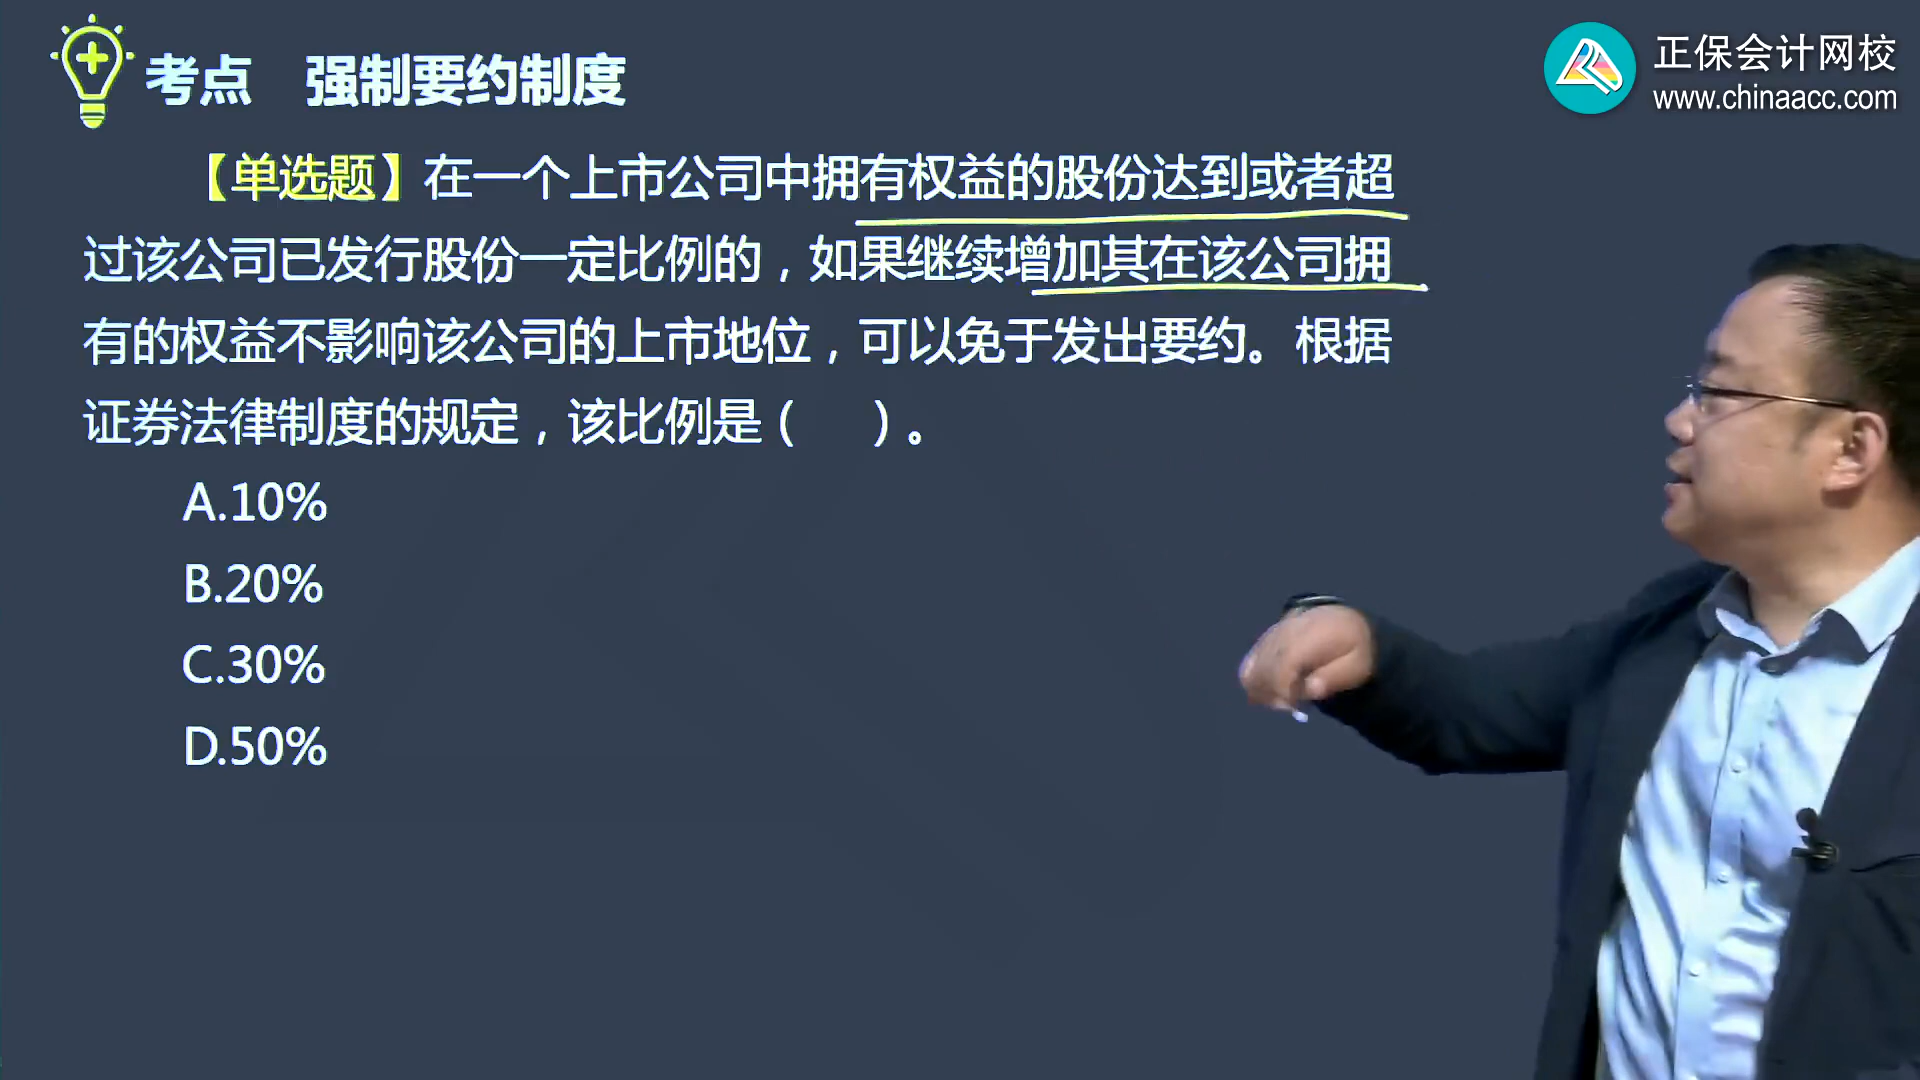 考点 强制要约制度
正保会计网校
www.chinaacc.com
【单选题】在一个上市公司中拥有权益的股份达到或者超
过该公司已发行股份一定比例的，如果继续增加其在该公司拥
有的权益不影响该公司的上市地位，可以免于发出要约。根据
证券法律制度的规定，该比例是（ ）。
A.10%
B.20%
C.30%
D.50%